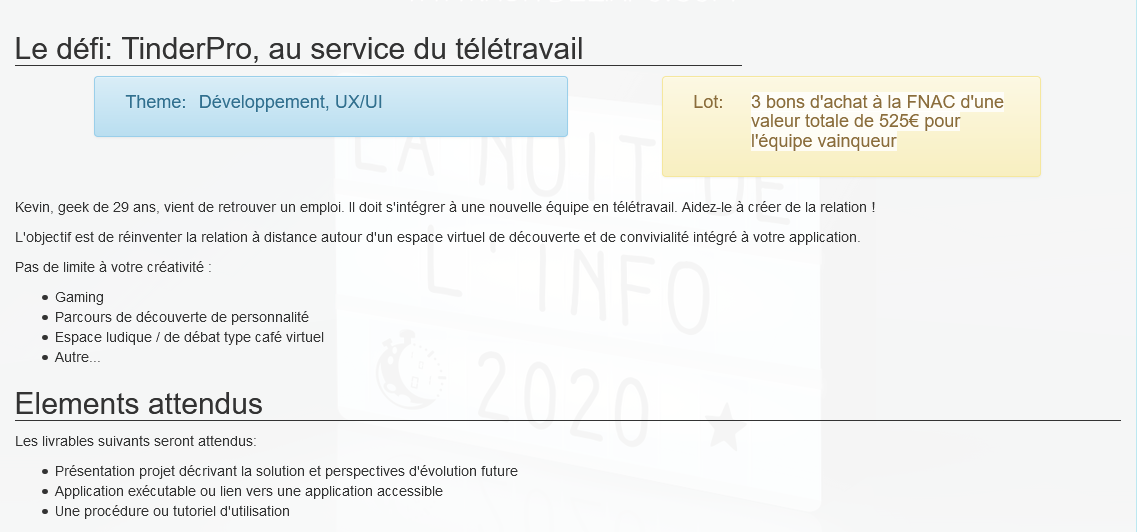 Le défi: TinderPro, au service du télétravail
Theme: Développement, UX/UI
Lot: 3 bons d'achat à la FNAC d'une
valeur totale de 525€ pour
l'équipe vainqueur
LA NUIT DE
L'INFO
2020
Kevin, geek de 29 ans, vient de retrouver un emploi. Il doit s'intégrer à une nouvelle équipe en télétravail. Aidez-le à créer de la relation !
L'objectif est de réinventer la relation à distance autour d'un espace virtuel de découverte et de convivialité intégré à votre application.
Pas de limite à votre créativité :
Gaming
Parcours de découverte de personnalité
Espace ludique / de débat type café virtuel
Autre...
Elements attendus
Les livrables suivants seront attendus:
Présentation projet décrivant la solution et perspectives d'évolution future
Application exécutable ou lien vers une application accessible
Une procédure ou tutoriel d'utilisation